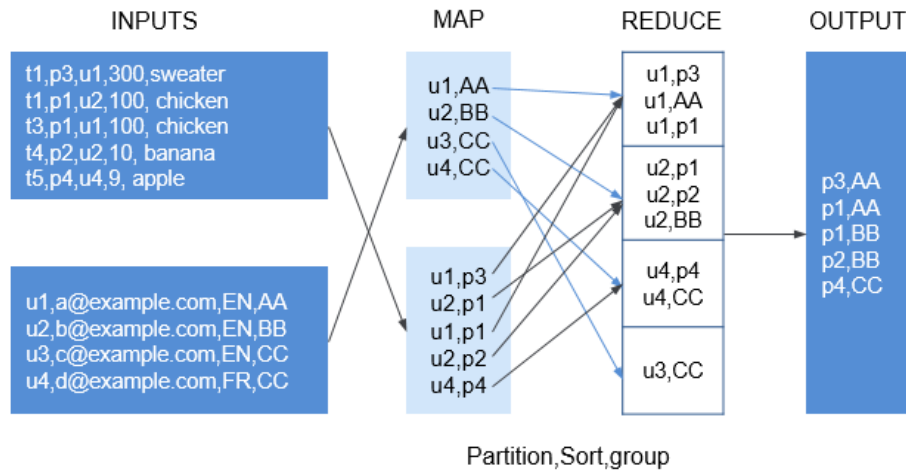 INPUTS
MAP
REDUCE
OUTPUT
t1,p3,u1,300,sweater
t1,p1,u2,100, chicken
t3,p1,u1,100, chicken
t4,p2,u2,10, banana
t5,p4,u4,9, apple
u1,a@example.com,EN,AA
u2,b@example.com,EN,BB
u3,c@example.com,EN,CC
u4,d@example.com,FR,CC
u1,AA
u2,BB
u3,CC
u4,CC
u1,p3
u2,p1
u1,p1
u2,p2
u4,p4
u1,p3
u1,AA
u1,p1
u2,p1
u2,p2
u2,BB
u4,p4
u4,CC
u3,CC
p3,AA
p1,AA
p1,BB
p2,BB
p4,CC
Partition,Sort,group